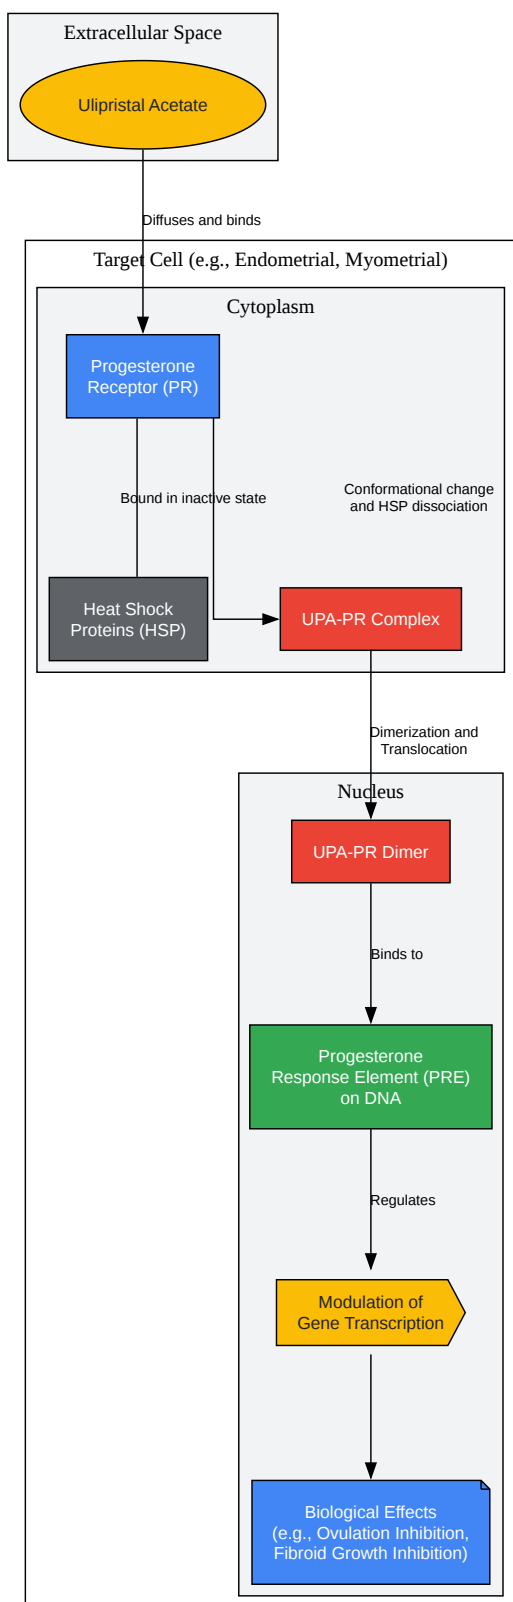 Extracellular Space
Ulipristal Acetate
Diffuses and binds
Target Cell (e.g., Endometrial, Myometrial)
Cytoplasm
Progesterone
Receptor (PR)
Bound in inactive state
Conformational change
and HSP dissociation
Heat Shock
Proteins (HSP)
UPA-PR Complex
Dimerization and
Translocation
Nucleus
UPA-PR Dimer
Binds to
Progesterone
Response Element (PRE)
on DNA
Regulates
Modulation of
Gene Transcription
Biological Effects
(e.g., Ovulation Inhibition,
Fibroid Growth Inhibition)